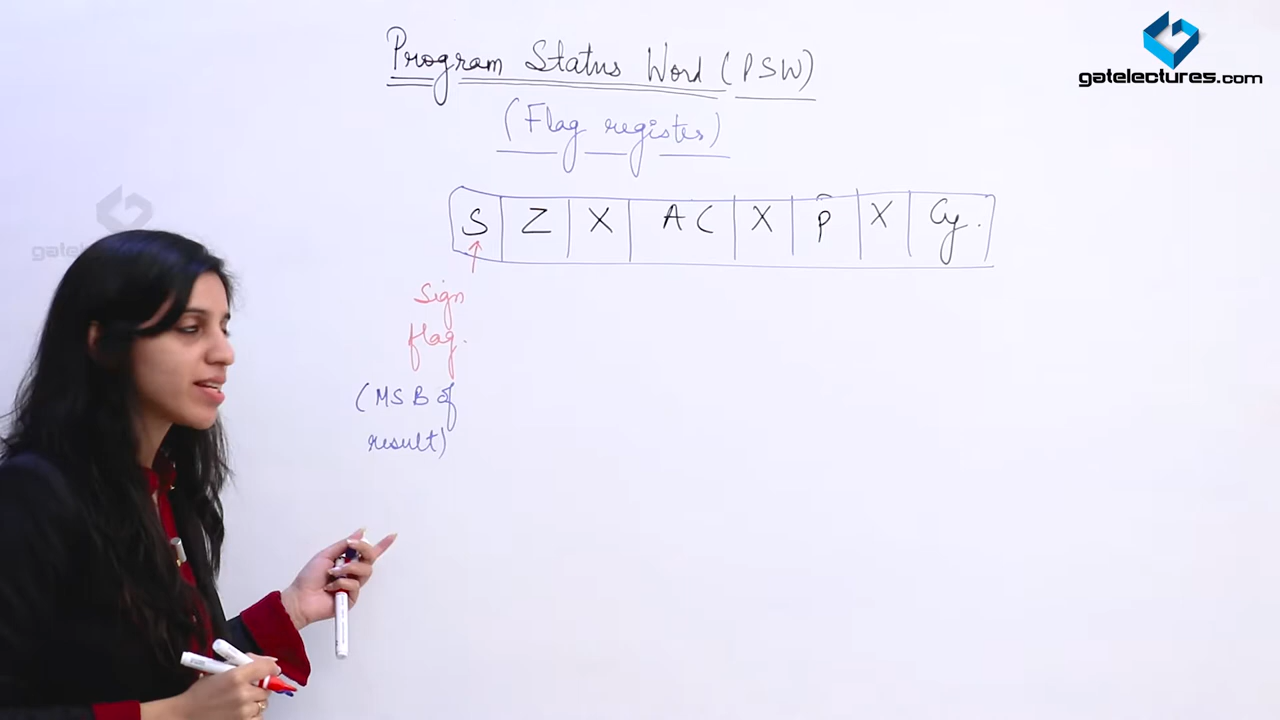 Program Status Word (PSW)
(Flag register)
S Z X AC X P X Cy.
Sign
flag.
(MSB of
result)
gatelectures.com